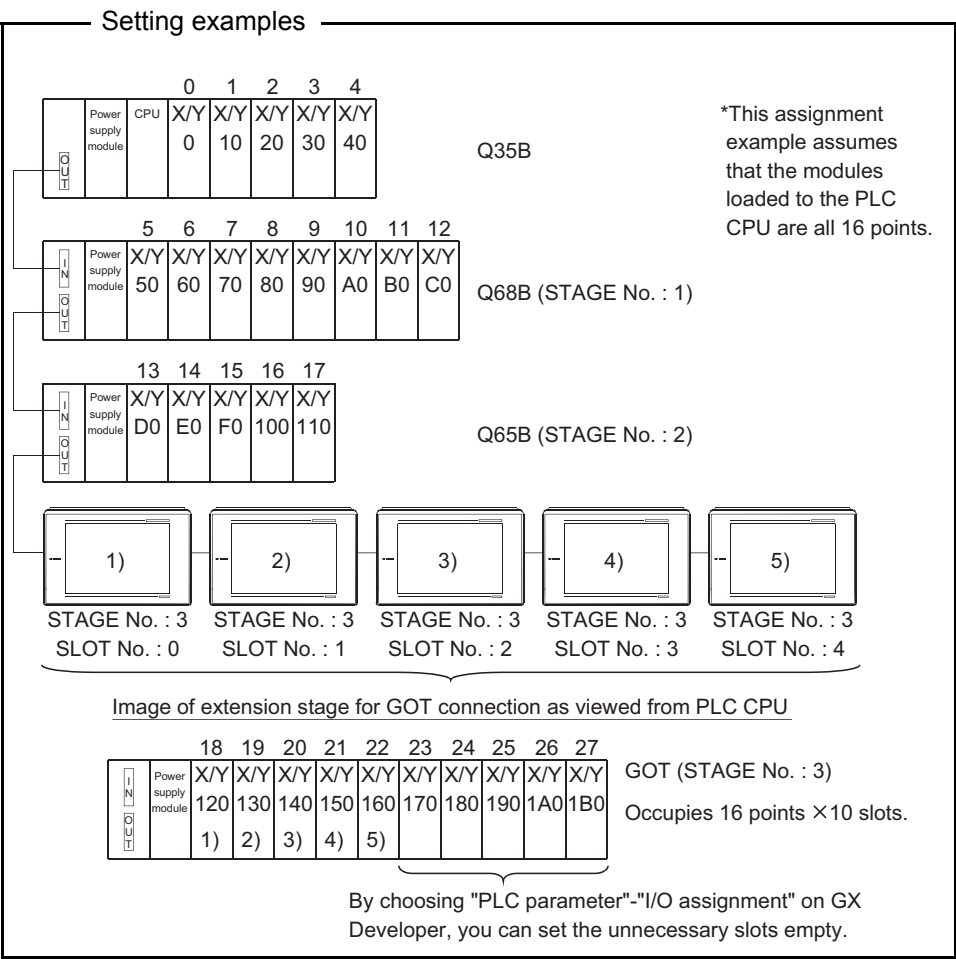 Setting examples
0 1 2 3 4
Power supply module CPU X/Y 0 X/Y 10 X/Y 20 X/Y 30 X/Y 40
OUT
Q35B
*This assignment
example assumes
that the modules
loaded to the PLC
CPU are all 16 points.
5 6 7 8 9 10 11 12
IN
OUT
Power supply module X/Y 50 X/Y 60 X/Y 70 X/Y 80 X/Y 90 X/Y A0 X/Y B0 X/Y C0
Q68B (STAGE No. : 1)
13 14 15 16 17
IN
OUT
Power supply module X/Y D0 X/Y E0 X/Y F0 X/Y 100 X/Y 110
Q65B (STAGE No. : 2)
1) 2) 3) 4) 5)
STAGE No. : 3 STAGE No. : 3 STAGE No. : 3 STAGE No. : 3 STAGE No. : 3
SLOT No. : 0 SLOT No. : 1 SLOT No. : 2 SLOT No. : 3 SLOT No. : 4
Image of extension stage for GOT connection as viewed from PLC CPU
18 19 20 21 22 23 24 25 26 27
IN
OUT
Power supply module X/Y X/Y X/Y X/Y X/Y X/Y X/Y X/Y X/Y X/Y
120 130 140 150 160 170 180 190 1A0 1B0
1) 2) 3) 4) 5)
GOT (STAGE No. : 3)
Occupies 16 points ×10 slots.
By choosing "PLC parameter"-"I/O assignment" on GX
Developer, you can set the unnecessary slots empty.